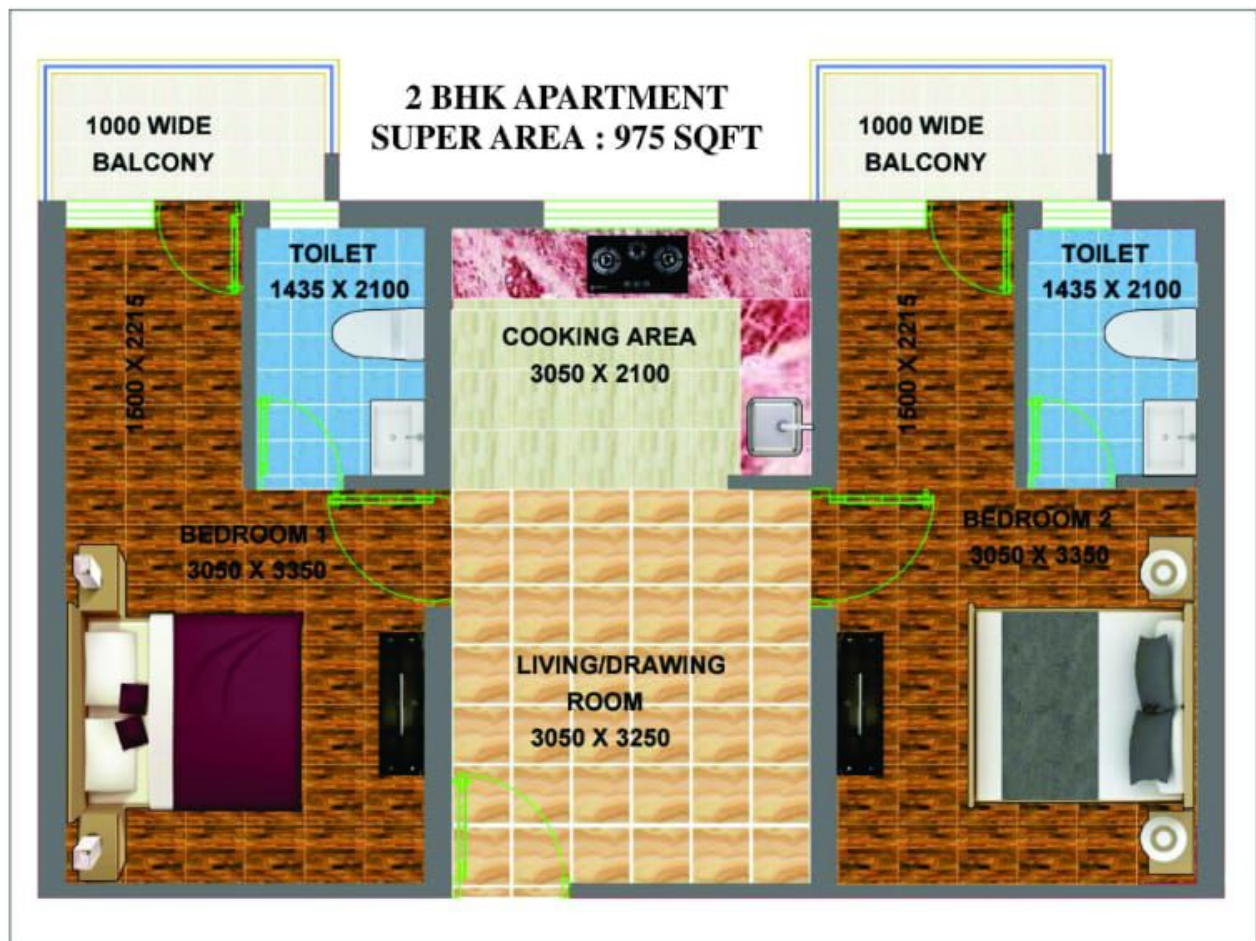 2 BHK APARTMENT
SUPER AREA : 975 SQFT
1000 WIDE
BALCONY
1000 WIDE
BALCONY
TOILET
1435 X 2100
1500 X 2215
COOKING AREA
3050 X 2100
TOILET
1435 X 2100
1500 X 2215
BEDROOM 1
3050 X 3350
BEDROOM 2
3050 X 3350
LIVING/DRAWING
ROOM
3050 X 3250